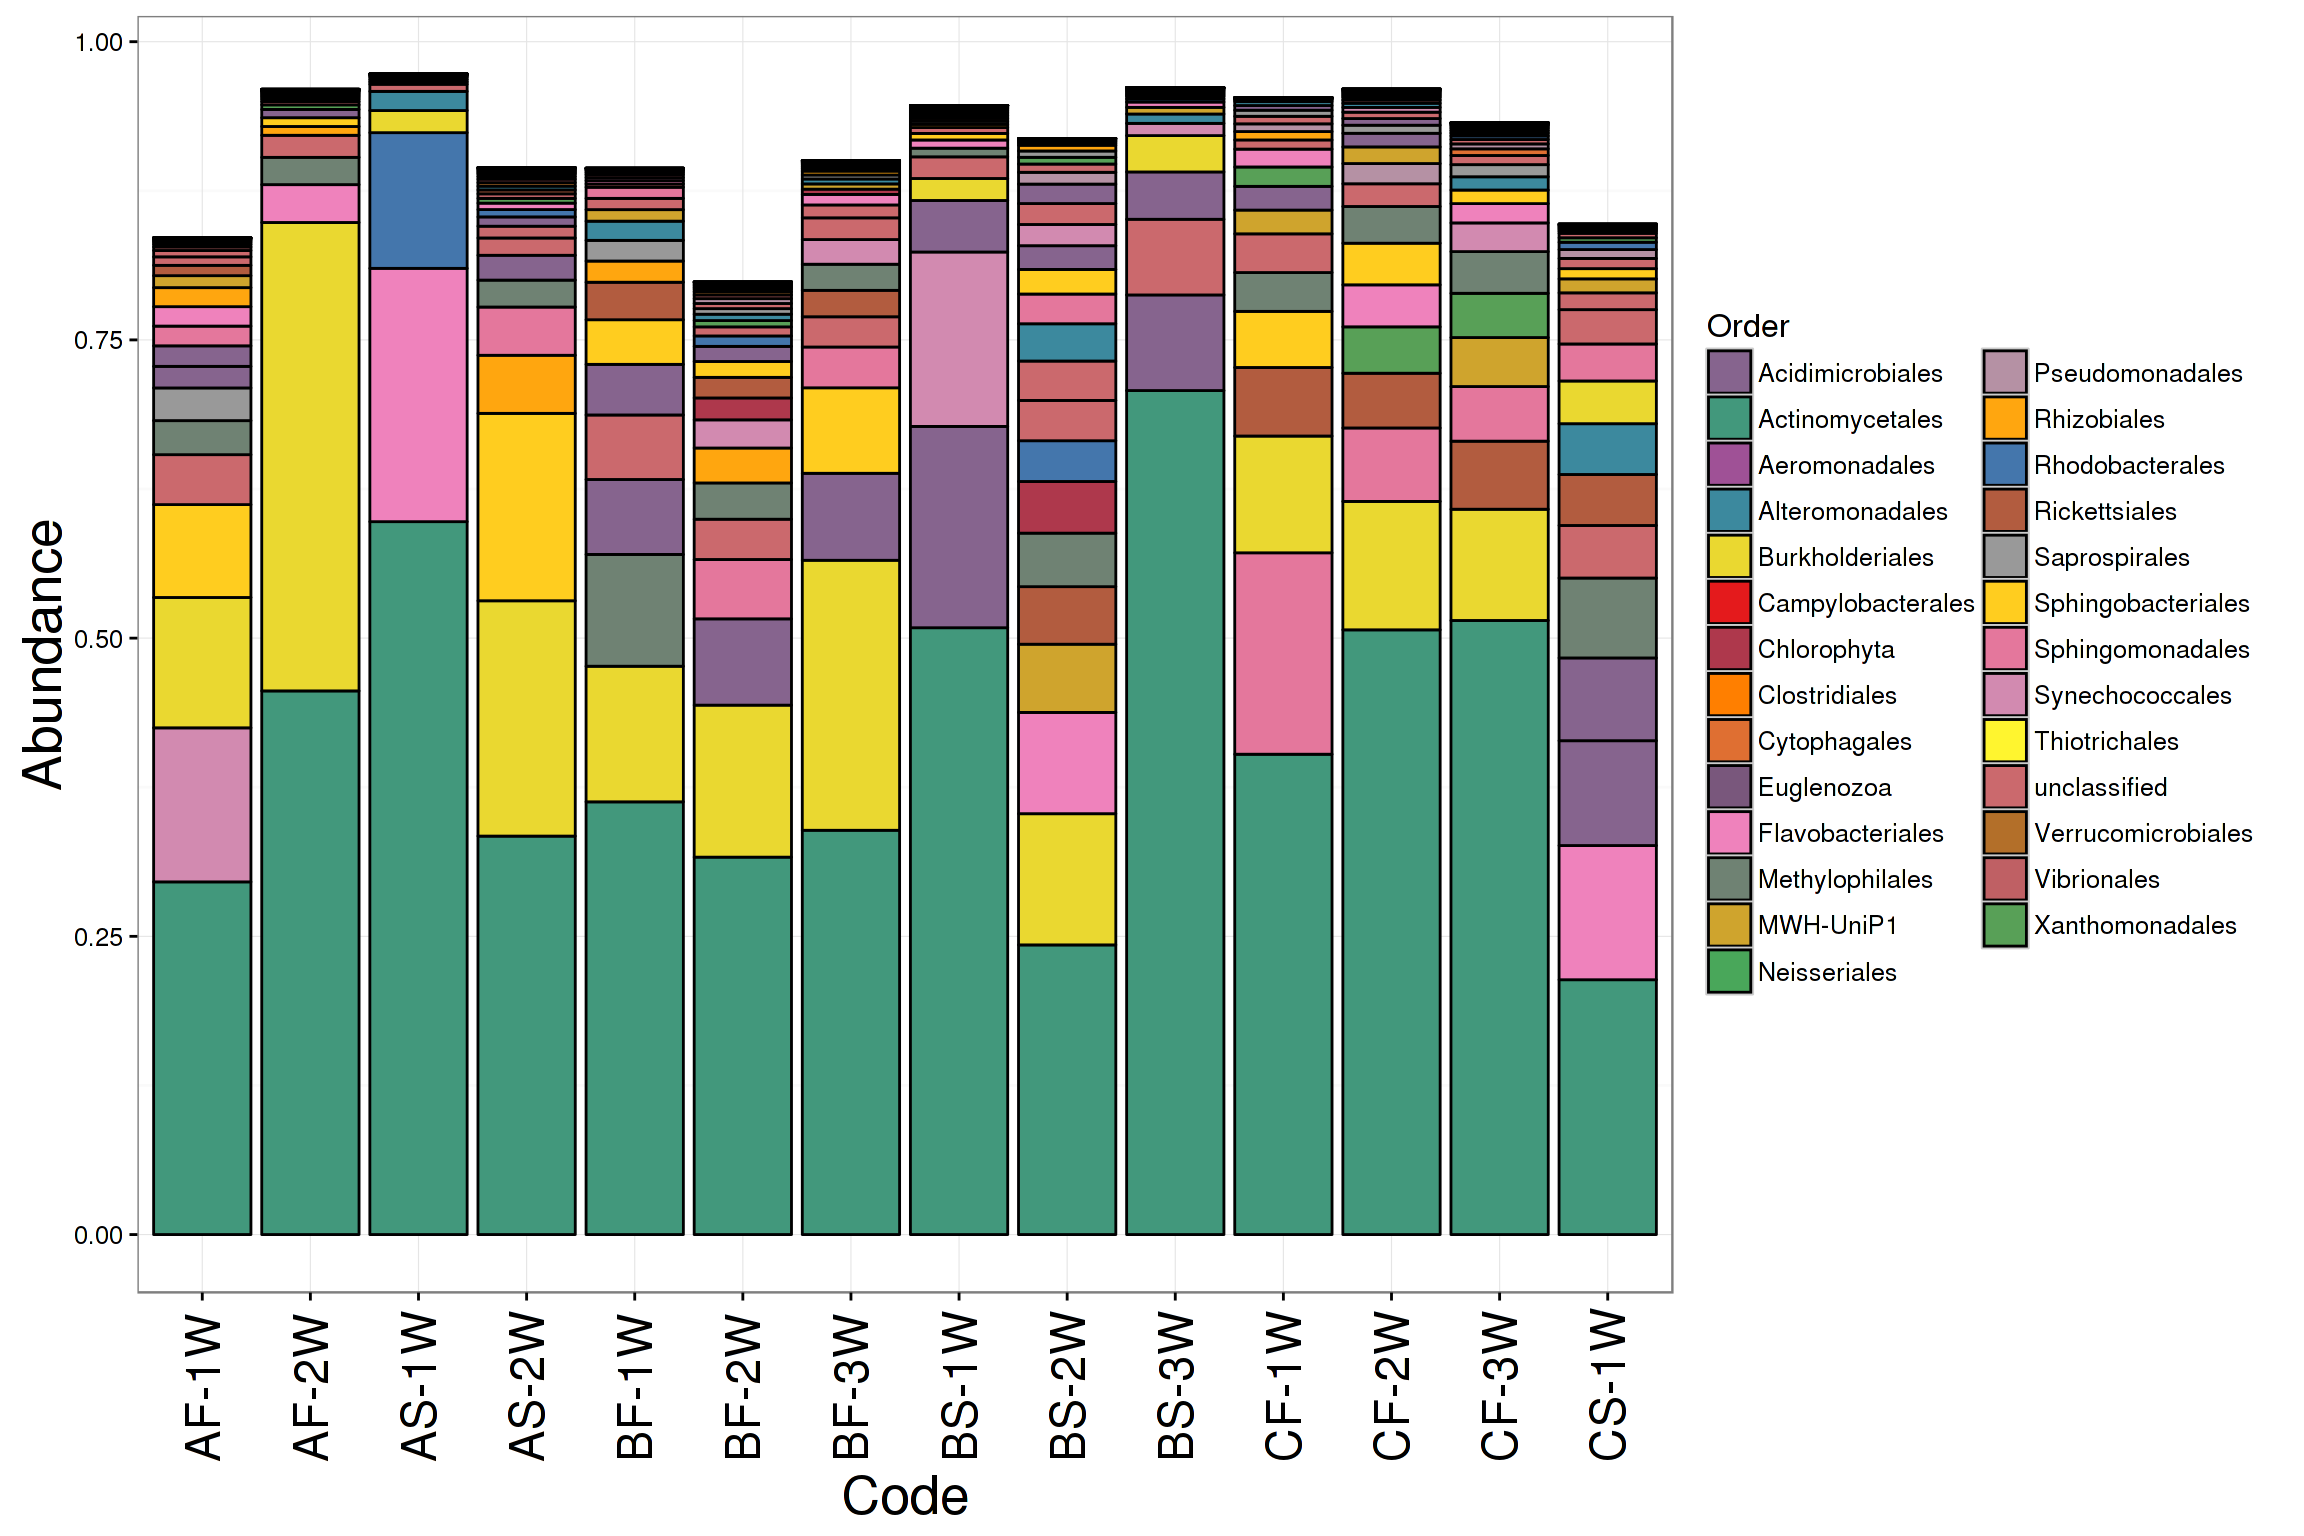 1.00
0.75
0.50
0.25
0.00
Abundance
AF-1W
AF-2W
AS-1W
AS-2W
BF-1W
BF-2W
BF-3W
BS-1W
BS-2W
BS-3W
CF-1W
CF-2W
CF-3W
CS-1W
Code
Order
Acidimicrobiales
Actinomycetales
Aeromonadales
Alteromonadales
Burkholderiales
Campylobacterales
Chlorophyta
Clostridiales
Cytophagales
Euglenozoa
Flavobacteriales
Methylophilales
MWH-UniP1
Neisseriales
Pseudomonadales
Rhizobiales
Rhodobacterales
Rickettsiales
Saprospirales
Sphingobacteriales
Sphingomonadales
Synechococcales
Thiotrichales
unclassified
Verrucomicrobiales
Vibrionales
Xanthomonadales